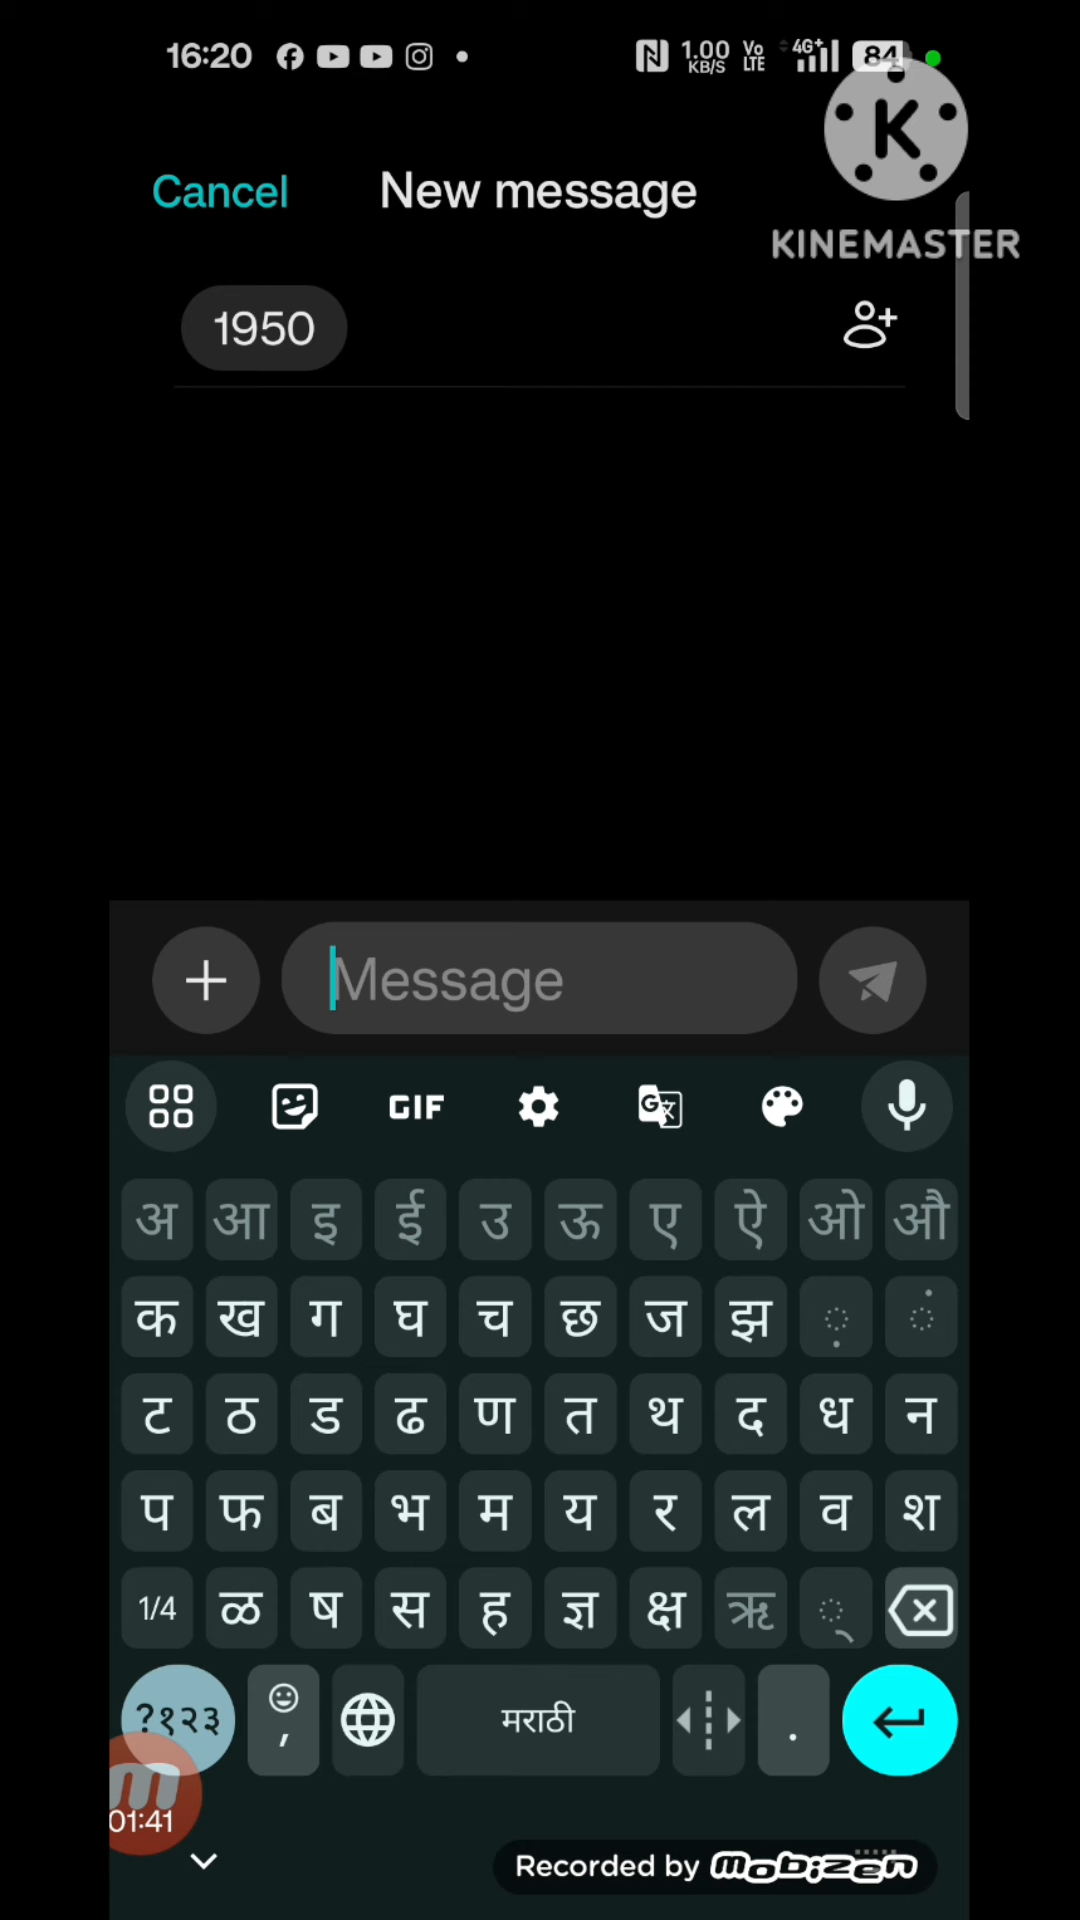 16:20 1.00 KB/S Vo LTE 4G+ 84
K
Cancel New message
KINEMASTER
1950
Message
GIF
अ आ इ ई उ ऊ ए ऐ ओ औ
क ख ग घ च छ ज झ ़ ं
ट ठ ड ढ ण त थ द ध न
प फ ब भ म य र ल व श
1/4 ळ ष स ह ज्ञ क्ष ऋ ्
?१२३ , मराठी .
01:41
Recorded by mobizen